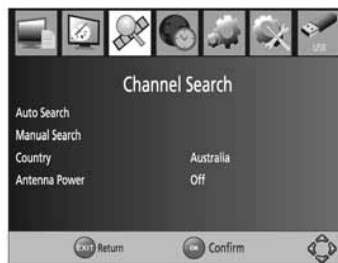 USB
Channel Search
Auto Search
Manual Search
Country Australia
Antenna Power Off
EXIT Return OK Confirm